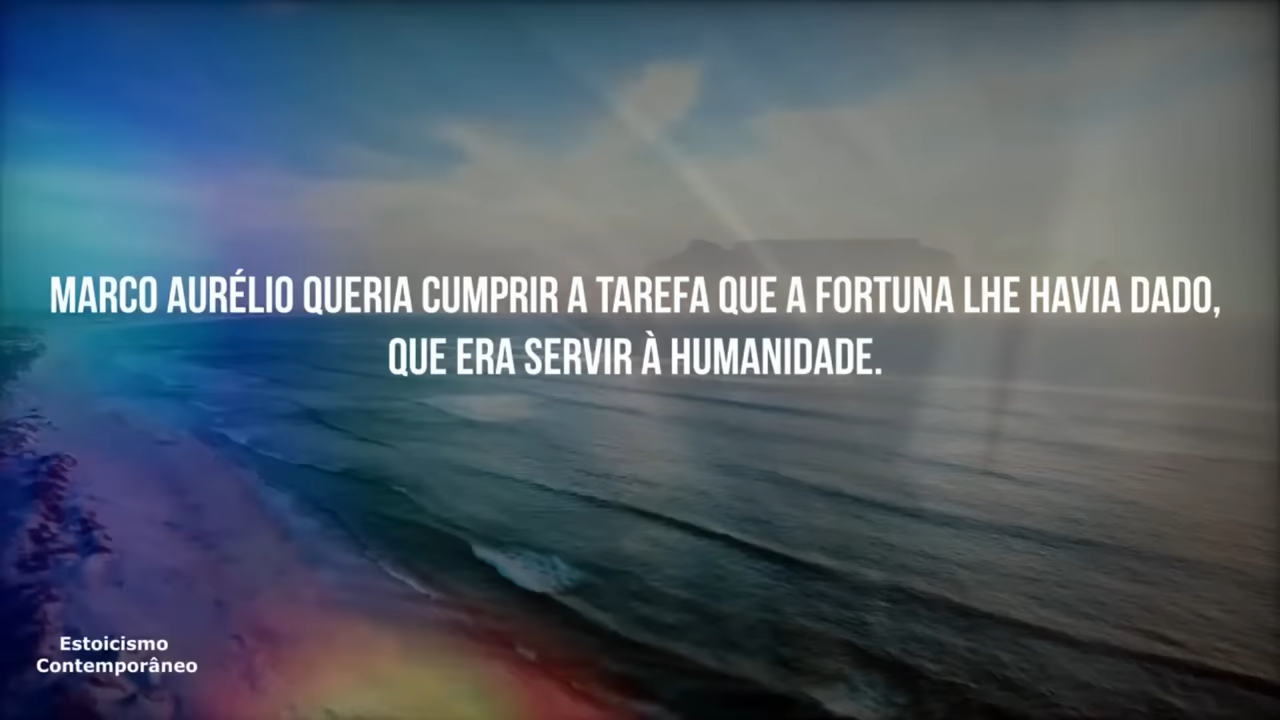 MARCO AURÉLIO QUERIA CUMPRIR A TAREFA QUE A FORTUNA LHE HAVIA DADO,
QUE ERA SERVIR À HUMANIDADE.
Estoicismo
Contemporâneo